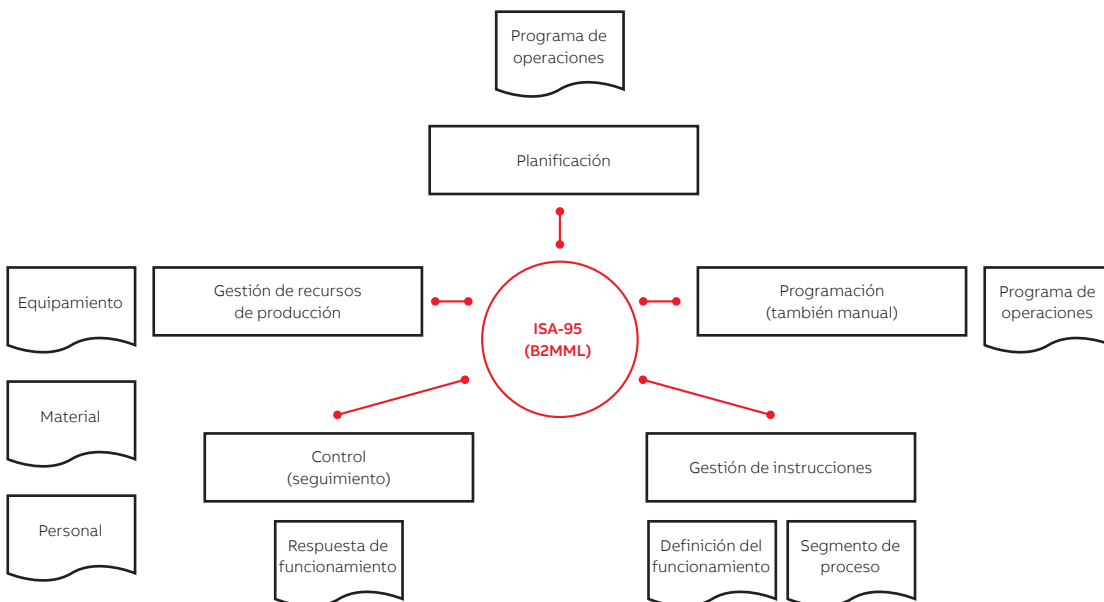 Programa de
operaciones
Planificación
Equipamiento
Gestión de recursos
de producción
ISA-95
(B2MML)
Programación
(también manual)
Programa de
operaciones
Material
Control
(seguimiento)
Gestión de instrucciones
Personal
Respuesta de
funcionamiento
Definición del
funcionamiento
Segmento de
proceso